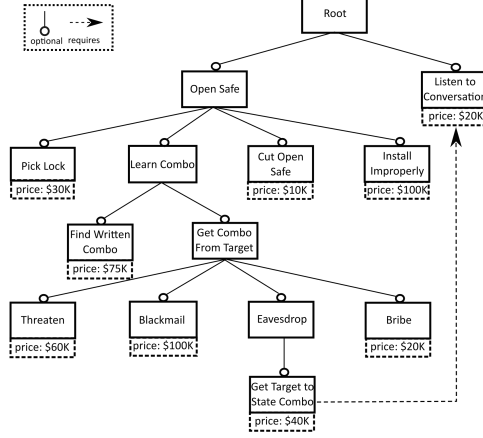 Root
optional requires
Open Safe
Listen to
Conversation
price: $20K
Pick Lock
price: $30K
Learn Combo
Cut Open
Safe
price: $10K
Install
Improperly
price: $100K
Find Written
Combo
price: $75K
Get Combo
From Target
Threaten
price: $60K
Blackmail
price: $100K
Eavesdrop
Bribe
price: $20K
Get Target to
State Combo
price: $40K